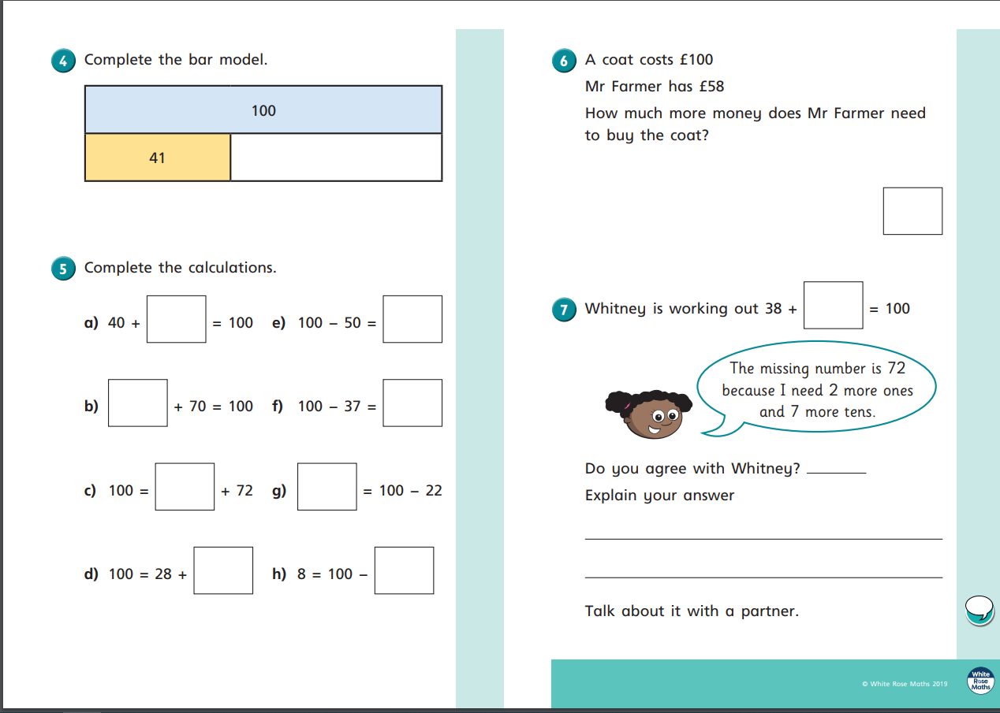 4 Complete the bar model.
100
41
5 Complete the calculations.
a) 40 + = 100 e) 100 – 50 =
b) + 70 = 100 f) 100 – 37 =
c) 100 = + 72 g) = 100 – 22
d) 100 = 28 + h) 8 = 100 –
6 A coat costs £100
Mr Farmer has £58
How much more money does Mr Farmer need
to buy the coat?
7 Whitney is working out 38 + = 100
The missing number is 72
because I need 2 more ones
and 7 more tens.
Do you agree with Whitney?
Explain your answer
Talk about it with a partner.
© White Rose Maths 2019
White
Rose
Maths